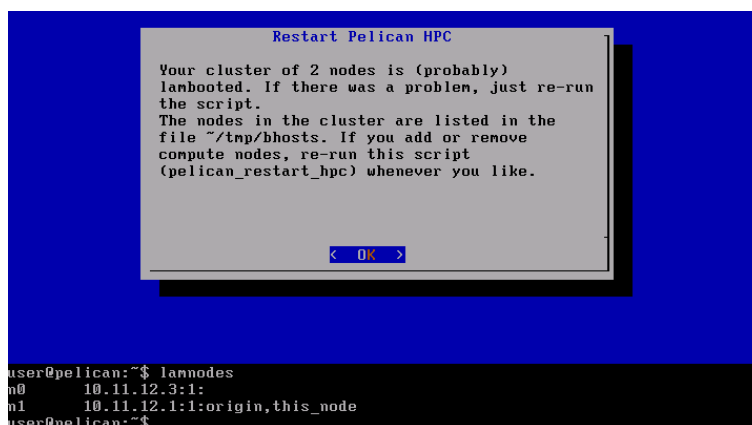 Restart Pelican HPC
Your cluster of 2 nodes is (probably)
lambooted. If there was a problem, just re-run
the script.
The nodes in the cluster are listed in the
file ~/tmp/bhosts. If you add or remove
compute nodes, re-run this script
(pelican_restart_hpc) whenever you like.
< OK >
user@pelican:~$ lamnodes
n0 10.11.12.3:1:
n1 10.11.12.1:1:origin,this_node
user@pelican:~$